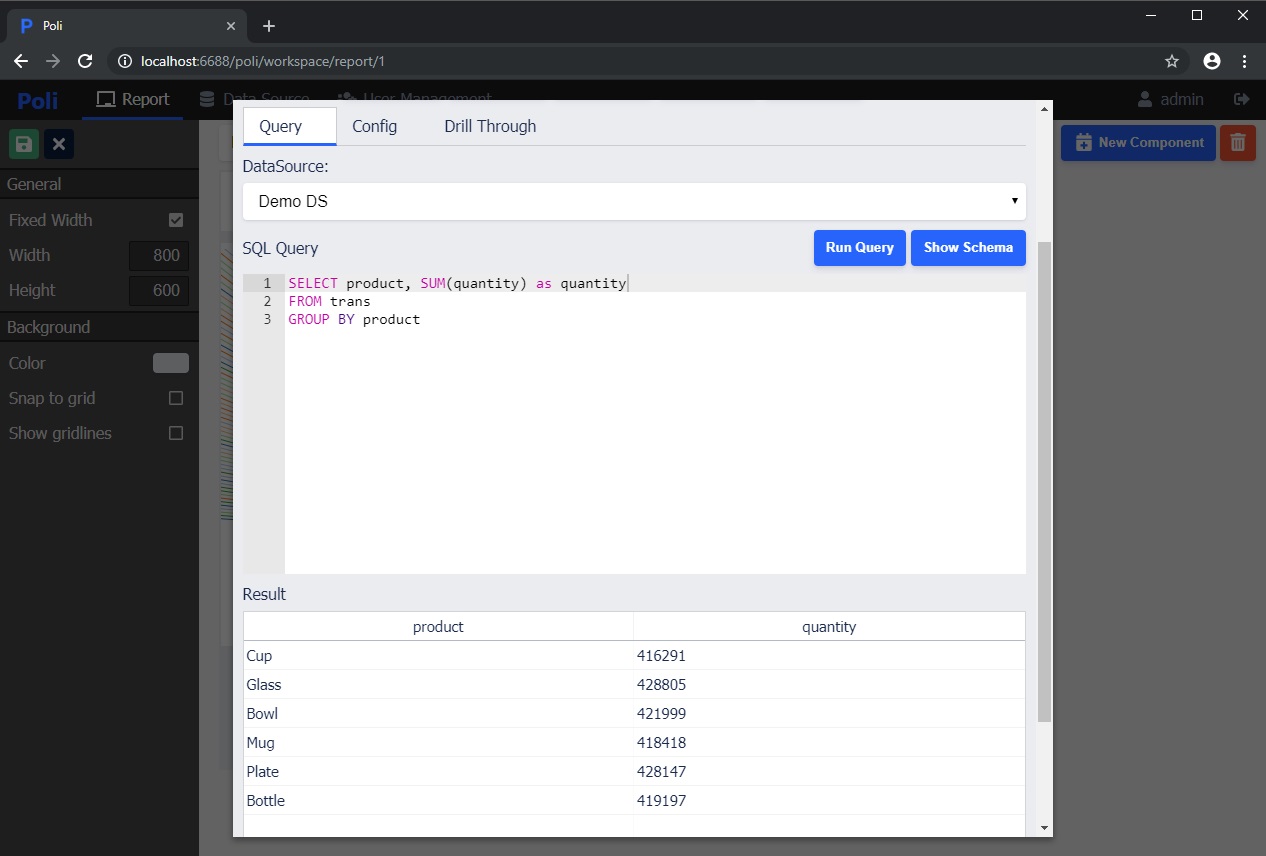 Poli
localhost:6688/poli/workspace/report/1
Poli
Report
Data Source
User Management
admin
Query
Config
Drill Through
New Component
General
Fixed Width
Width 800
Height 600
Background
Color
Snap to grid
Show gridlines
DataSource:
Demo DS
SQL Query
Run Query
Show Schema
1 SELECT product, SUM(quantity) as quantity
2 FROM trans
3 GROUP BY product
Result
product quantity
Cup 416291
Glass 428805
Bowl 421999
Mug 418418
Plate 428147
Bottle 419197